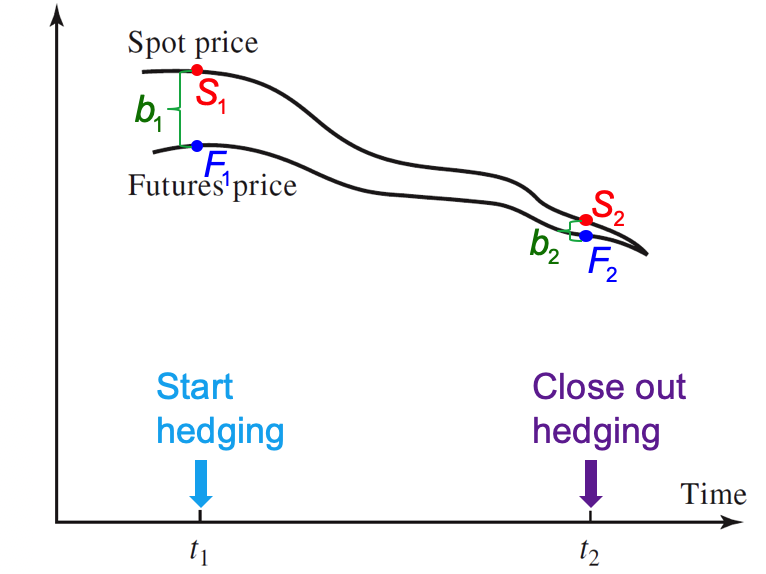 Spot price
S1
b1
F1
Futures price
S2
b2
F2
Start
hedging
Close out
hedging
Time
t1
t2